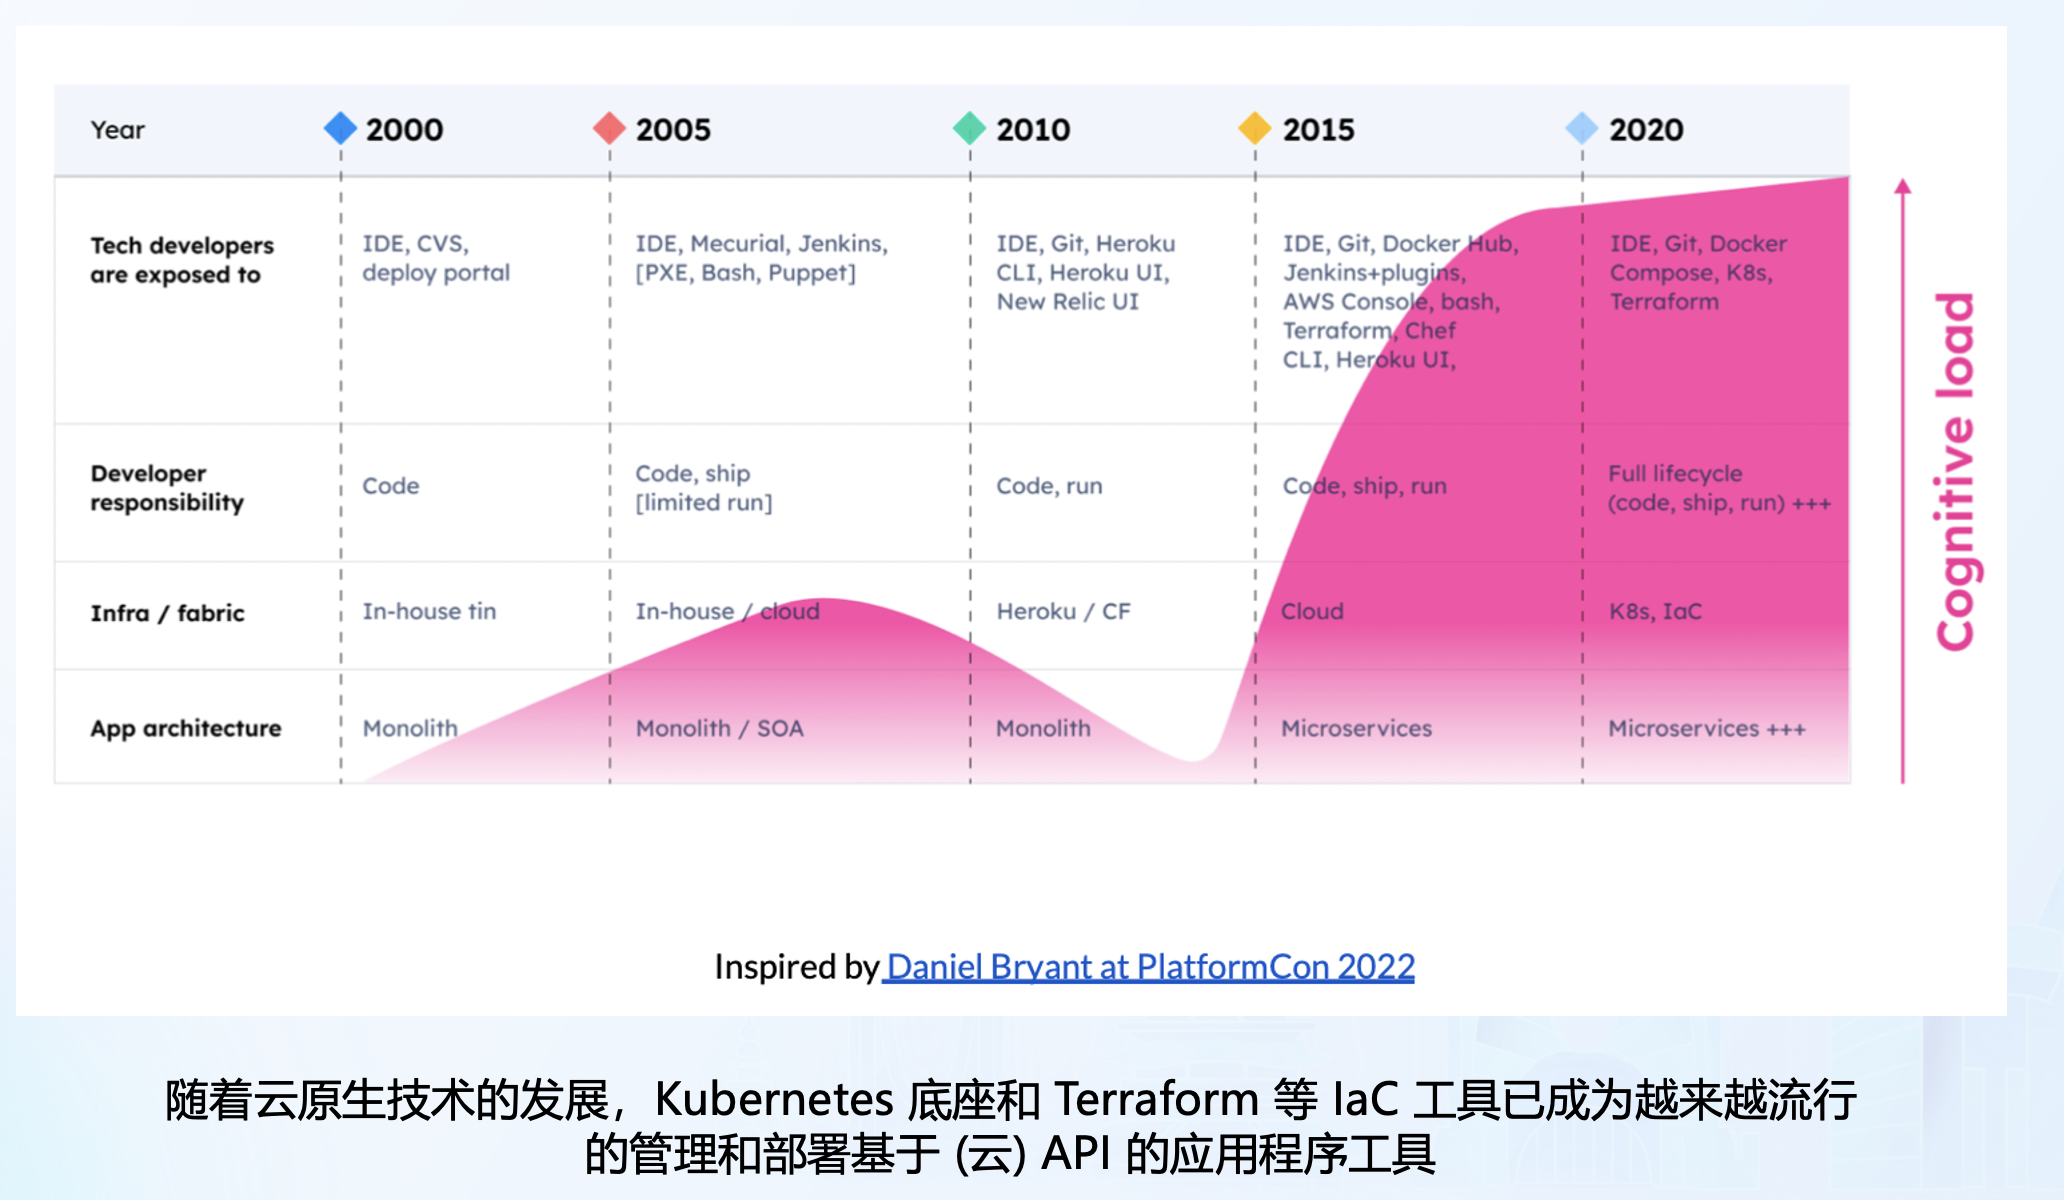 Year 2000 2005 2010 2015 2020
Tech developers
are exposed to
IDE, CVS,
deploy portal
IDE, Mecurial, Jenkins,
[PXE, Bash, Puppet]
IDE, Git, Heroku
CLI, Heroku UI,
New Relic UI
IDE, Git, Docker Hub,
Jenkins+plugins,
AWS Console, bash,
Terraform, Chef
CLI, Heroku UI,
IDE, Git, Docker
Compose, K8s,
Terraform
Developer
responsibility
Code
Code, ship
[limited run]
Code, run
Code, ship, run
Full lifecycle
(code, ship, run) +++
Infra / fabric
In-house tin
In-house / cloud
Heroku / CF
Cloud
K8s, IaC
App architecture
Monolith
Monolith / SOA
Monolith
Microservices
Microservices +++
Cognitive load
Inspired by Daniel Bryant at PlatformCon 2022
随着云原生技术的发展，Kubernetes 底座和 Terraform 等 IaC 工具已成为越来越流行
的管理和部署基于 (云) API 的应用程序工具